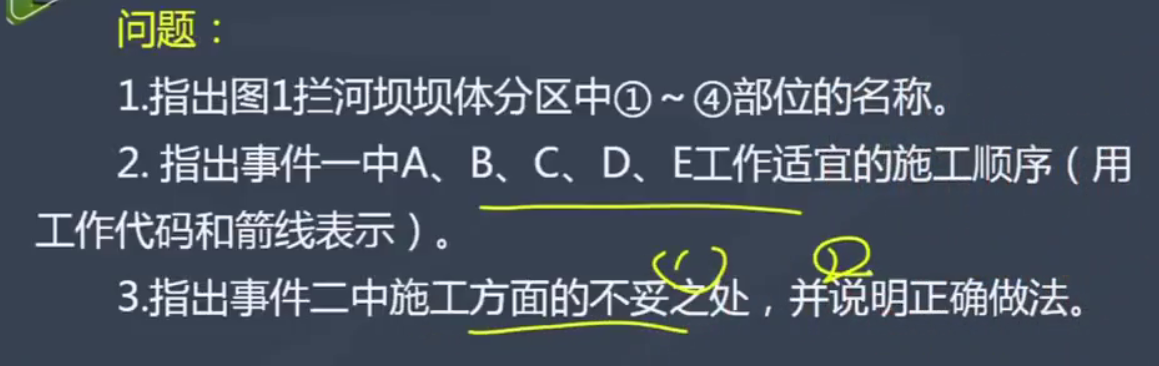 问题：
1.指出图1拦河坝坝体分区中①～④部位的名称。
2. 指出事件一中A、B、C、D、E工作适宜的施工顺序（用
工作代码和箭线表示）。
3.指出事件二中施工方面的不妥之处，并说明正确做法。